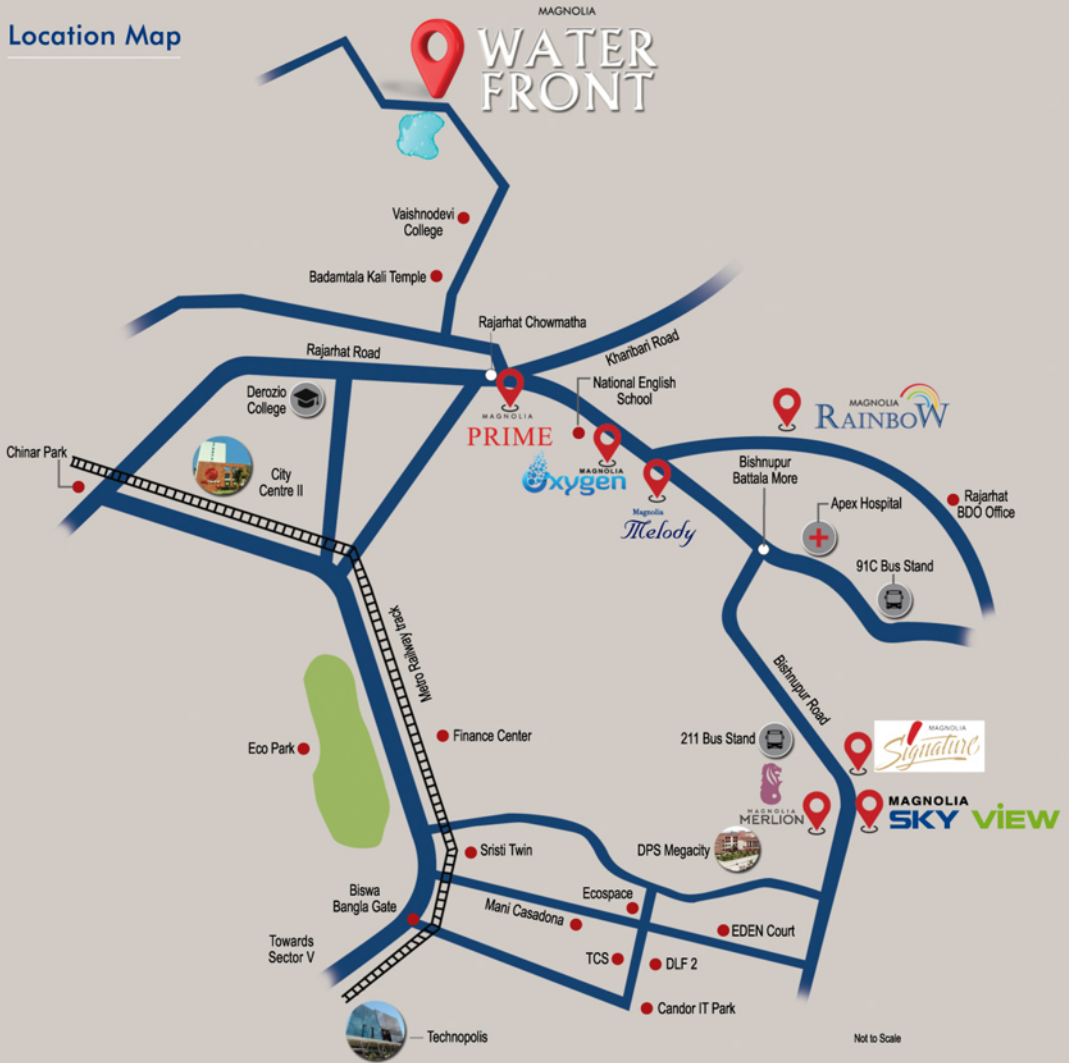 Location Map
MAGNOLIA
WATER
FRONT
Vaishnodevi
College
Badamtala Kali Temple
Rajarhat Chowmatha
Kharibari Road
Rajarhat Road
National English
School
Derozio
College
MAGNOLIA
PRIME
MAGNOLIA
RAINBOW
Chinar Park
City
Centre II
MAGNOLIA
Oxygen
Magnolia
Melody
Bishnupur
Battala More
Apex Hospital
Rajarhat
BDO Office
91C Bus Stand
Metro Railway track
Bishnupur Road
Eco Park
Finance Center
211 Bus Stand
MAGNOLIA
Signature
MAGNOLIA
MERLION
MAGNOLIA
SKY VIEW
Sristi Twin
DPS Megacity
Biswa
Bangla Gate
Mani Casadona
Ecospace
EDEN Court
Towards
Sector V
TCS
DLF 2
Candor IT Park
Technopolis
Not to Scale